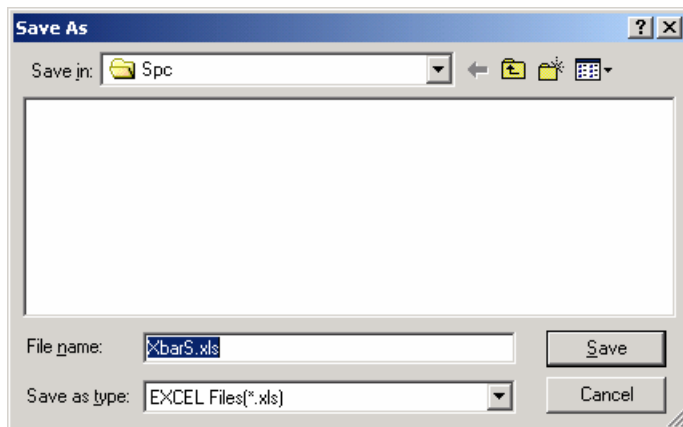 Save As
Save in: Spc
File name: XbarS.xls Save
Save as type: EXCEL Files(*.xls) Cancel